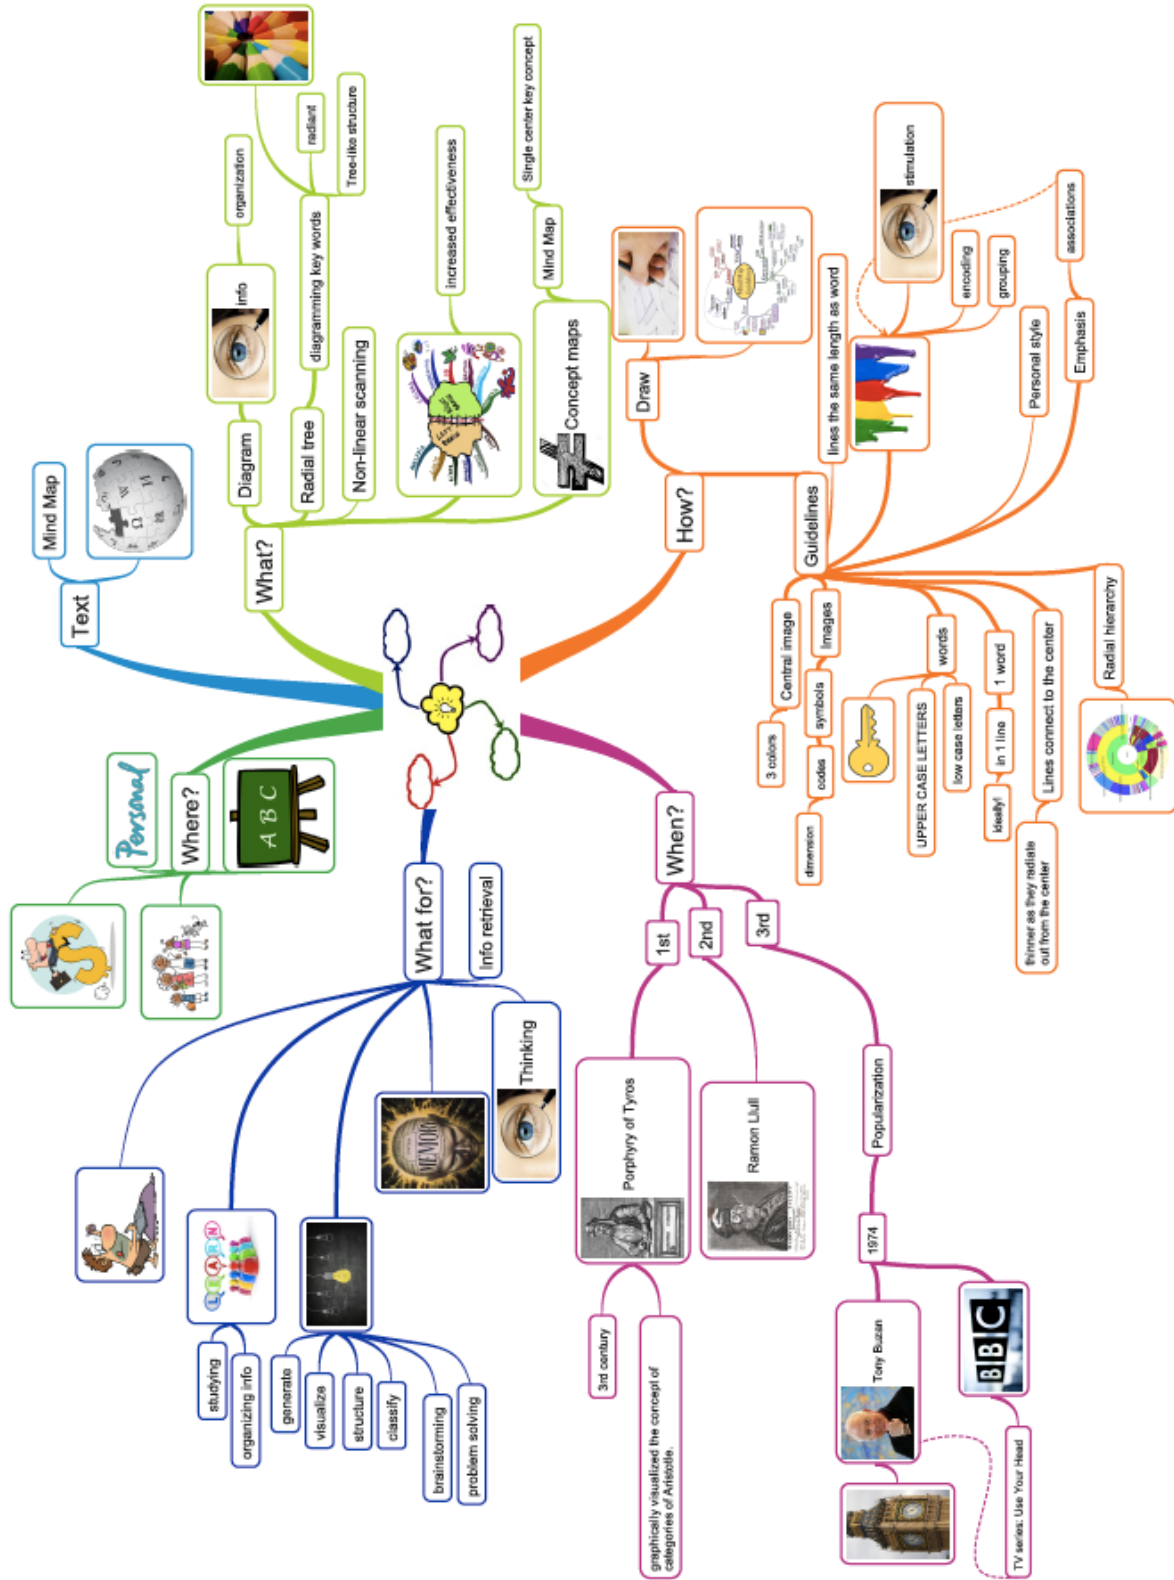 Text
Mind Map
What?
Diagram
info
organization
Radial tree
diagramming key words
radiant
Tree-like structure
Non-linear scanning
increased effectiveness
Concept maps
Mind Map
Single center key concept
How?
Draw
Guidelines
lines the same length as word
stimulation
encoding
grouping
Personal style
Emphasis
associations
Central image
3 colors
Images
symbols
codes
dimension
words
UPPER CASE LETTERS
low case letters
1 word
in 1 line
ideally!
Lines connect to the center
thinner as they radiate
out from the center
Radial hierarchy
When?
1st
Porphyry of Tyros
3rd century
graphically visualized the concept of
categories of Aristotle.
2nd
Ramon Llull
3rd
Popularization
1974
Tony Buzan
BBC
TV series: Use Your Head
What for?
LEARN
studying
organizing info
generate
visualize
structure
classify
brainstorming
problem solving
MEMORY
Thinking
Info retrieval
Where?
Personal
A B C